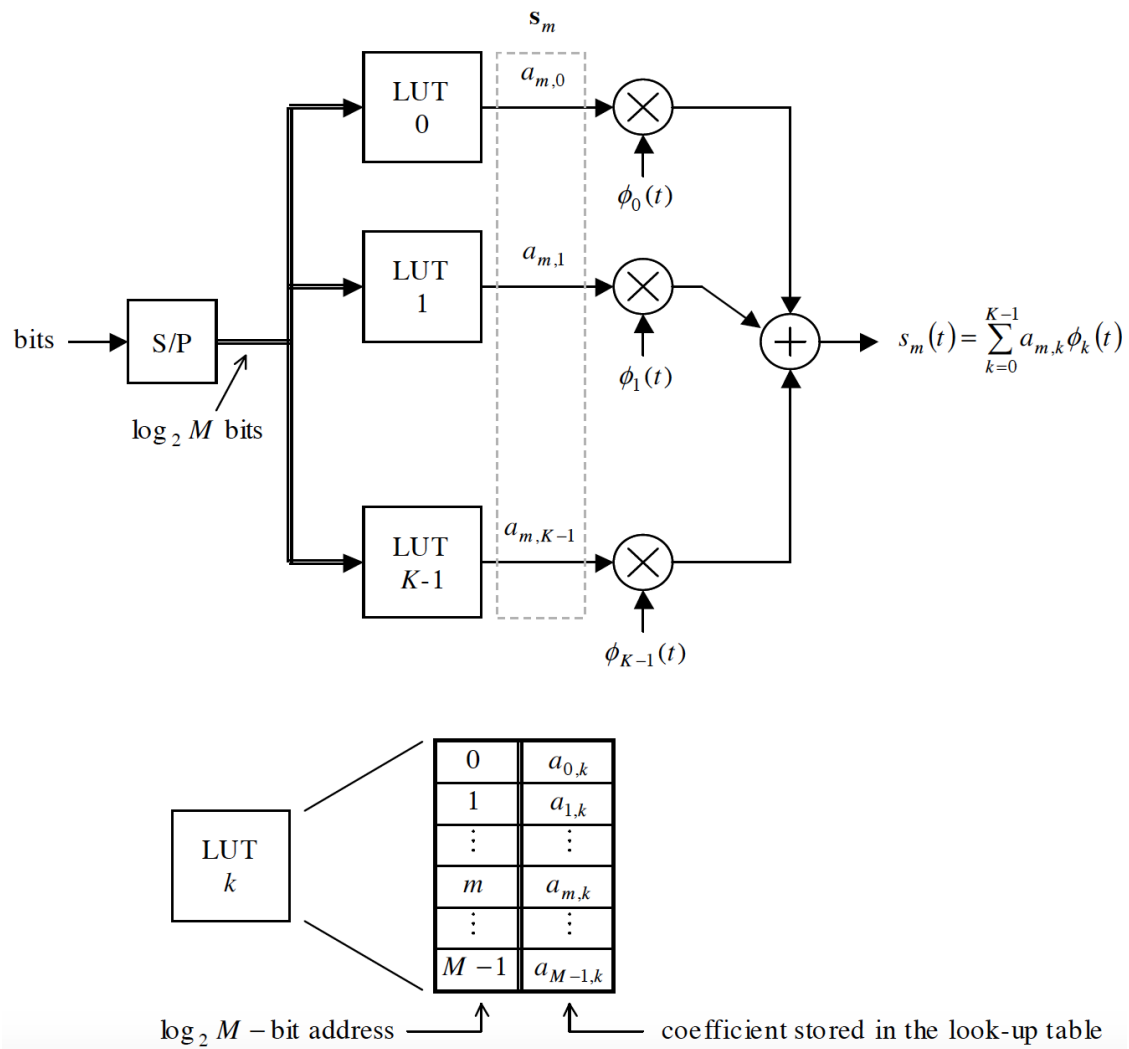 𝐬_m
LUT
0
a_{m,0}
ϕ_0(t)
LUT
1
a_{m,1}
ϕ_1(t)
bits
S/P
log_2 M bits
s_m(t) = \sum_{k=0}^{K-1} a_{m,k} ϕ_k(t)
LUT
K-1
a_{m,K-1}
ϕ_{K-1}(t)
LUT
k
0 a_{0,k}
1 a_{1,k}
⋮ ⋮
m a_{m,k}
⋮ ⋮
M-1 a_{M-1,k}
log_2 M - bit address
coefficient stored in the look-up table